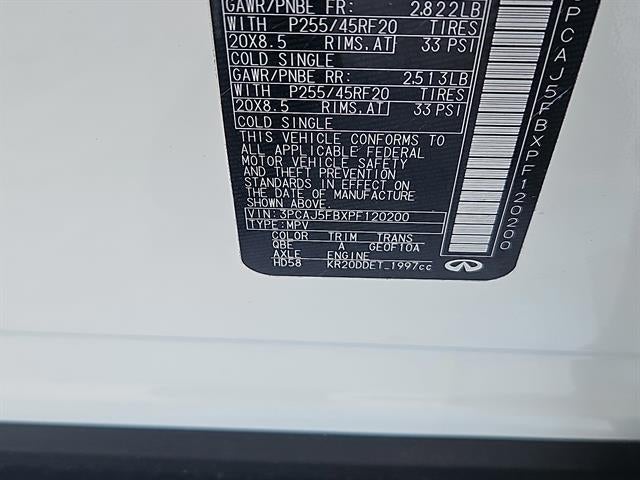 GAWR/PNBE FR: 2,822LB
WITH P255/45RF20 TIRES
20X8.5 RIMS,AT 33 PSI
COLD SINGLE
GAWR/PNBE RR: 2,513LB
WITH P255/45RF20 TIRES
20X8.5 RIMS,AT 33 PSI
COLD SINGLE
THIS VEHICLE CONFORMS TO
ALL APPLICABLE FEDERAL
MOTOR VEHICLE SAFETY
AND THEFT PREVENTION
STANDARDS IN EFFECT ON
THE DATE OF MANUFACTURE
SHOWN ABOVE.
VIN: 3PCAJ5FBXPF120200
TYPE: MPV
COLOR TRIM TRANS
QBE A GE0F10A
AXLE ENGINE
HD58 KR20DDET 1997cc
PCAJ5FBXPF120200